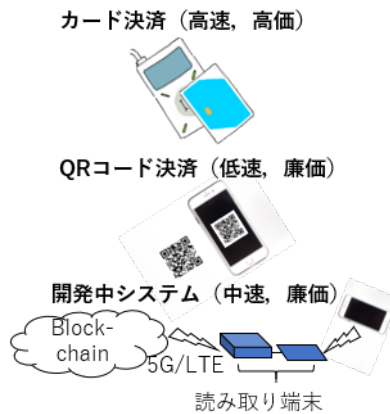 カード決済（高速，高価）
QRコード決済（低速，廉価）
開発中システム（中速，廉価）
Block-
chain
5G/LTE
読み取り端末